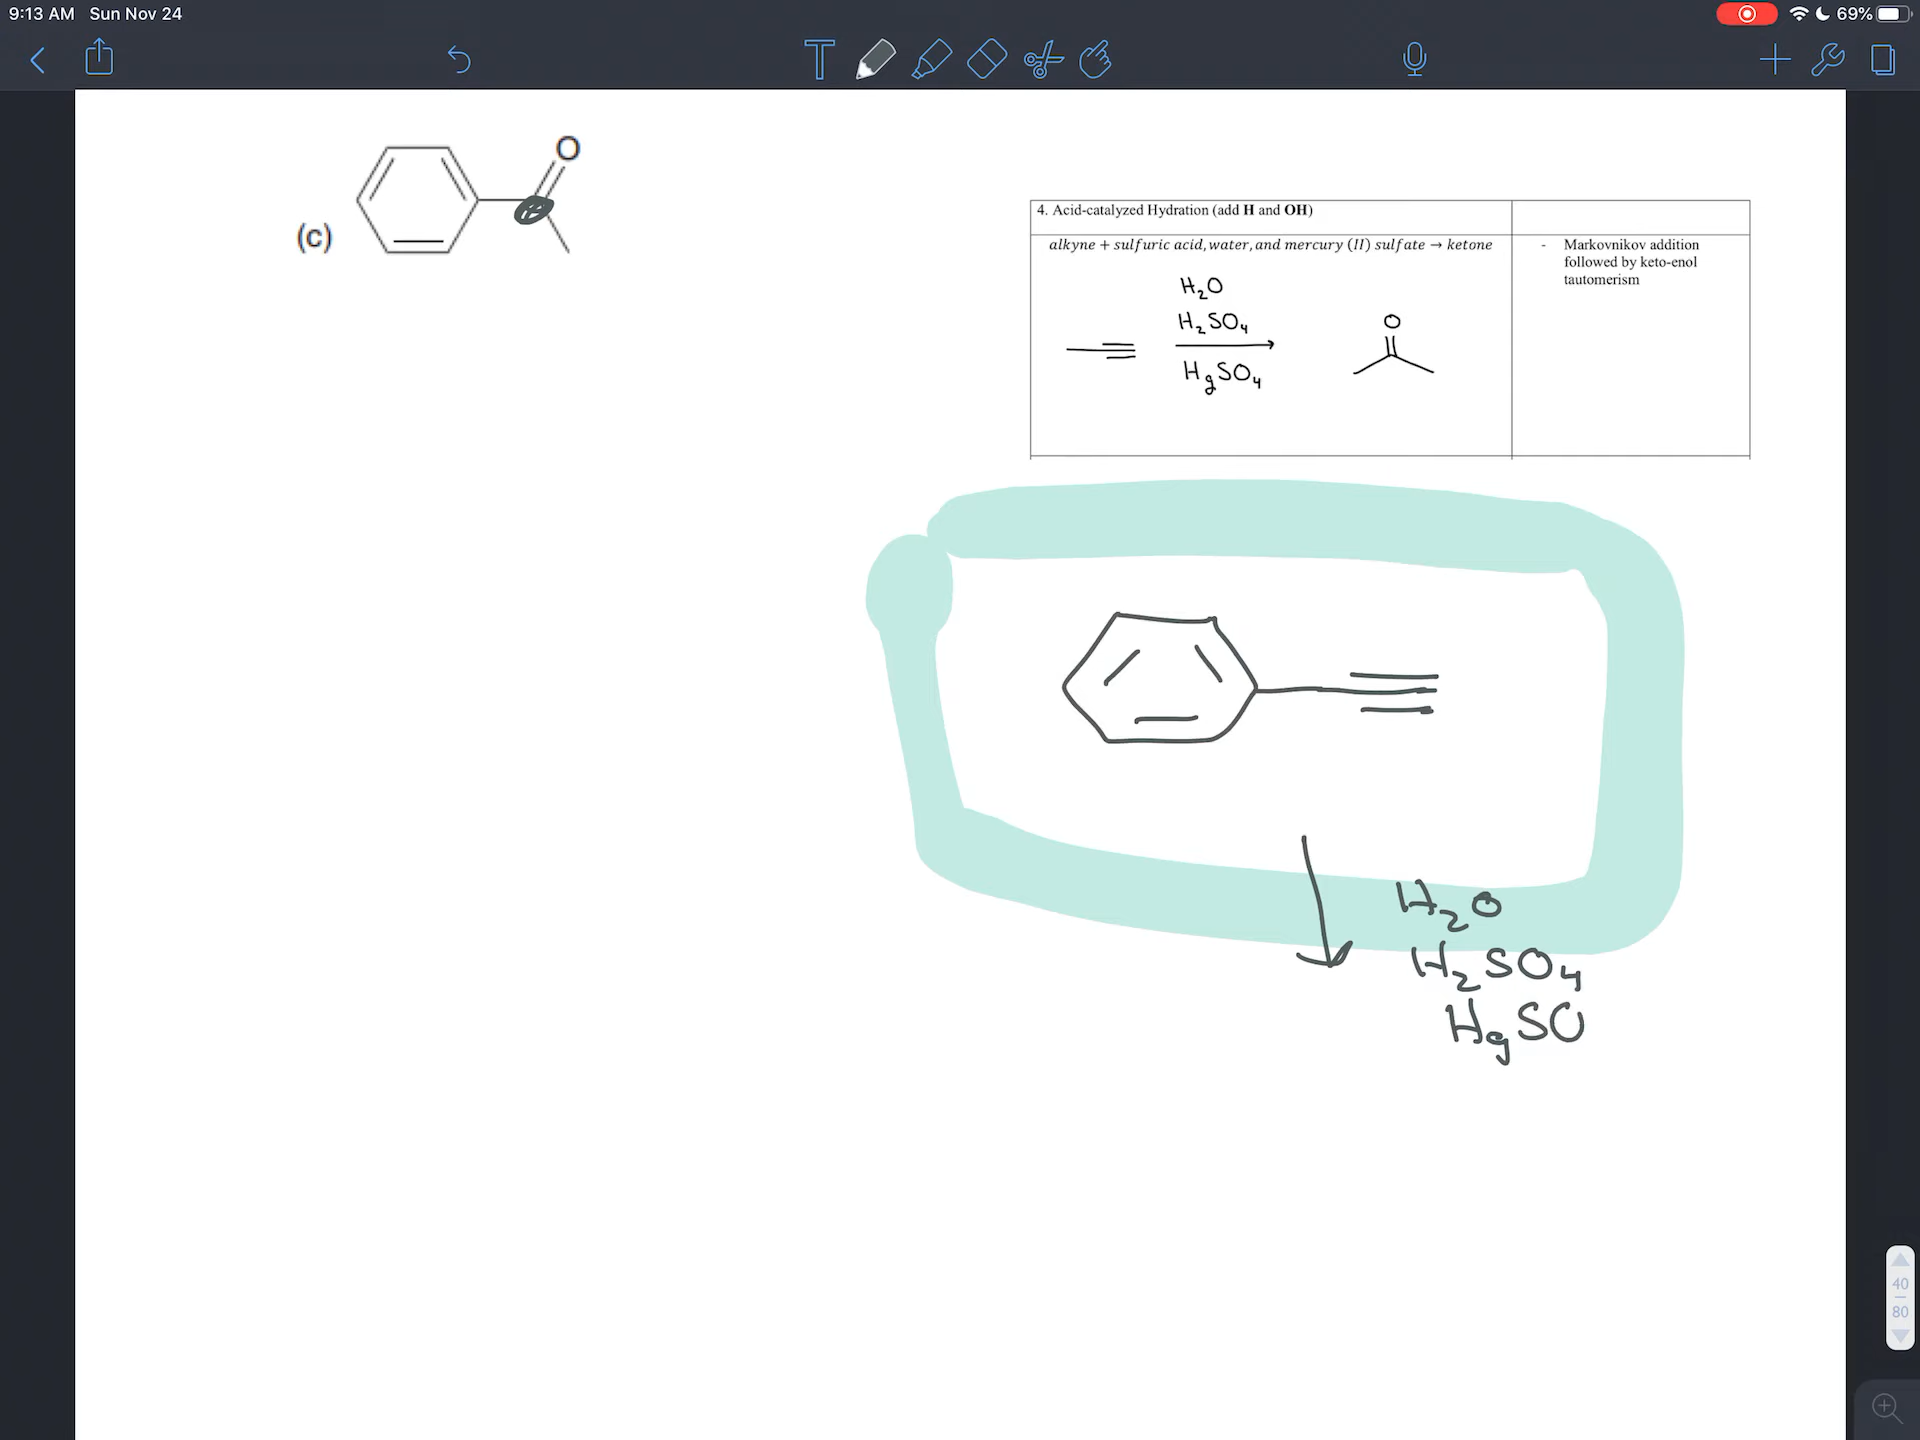 9:13 AM Sun Nov 24
69%
T
O
(c)
4. Acid-catalyzed Hydration (add H and OH)
alkyne + sulfuric acid, water, and mercury (II) sulfate → ketone
- Markovnikov addition
followed by keto-enol
tautomerism
H₂O
H₂SO₄
HgSO₄
O
H₂O
H₂SO₄
HgSO
40
80